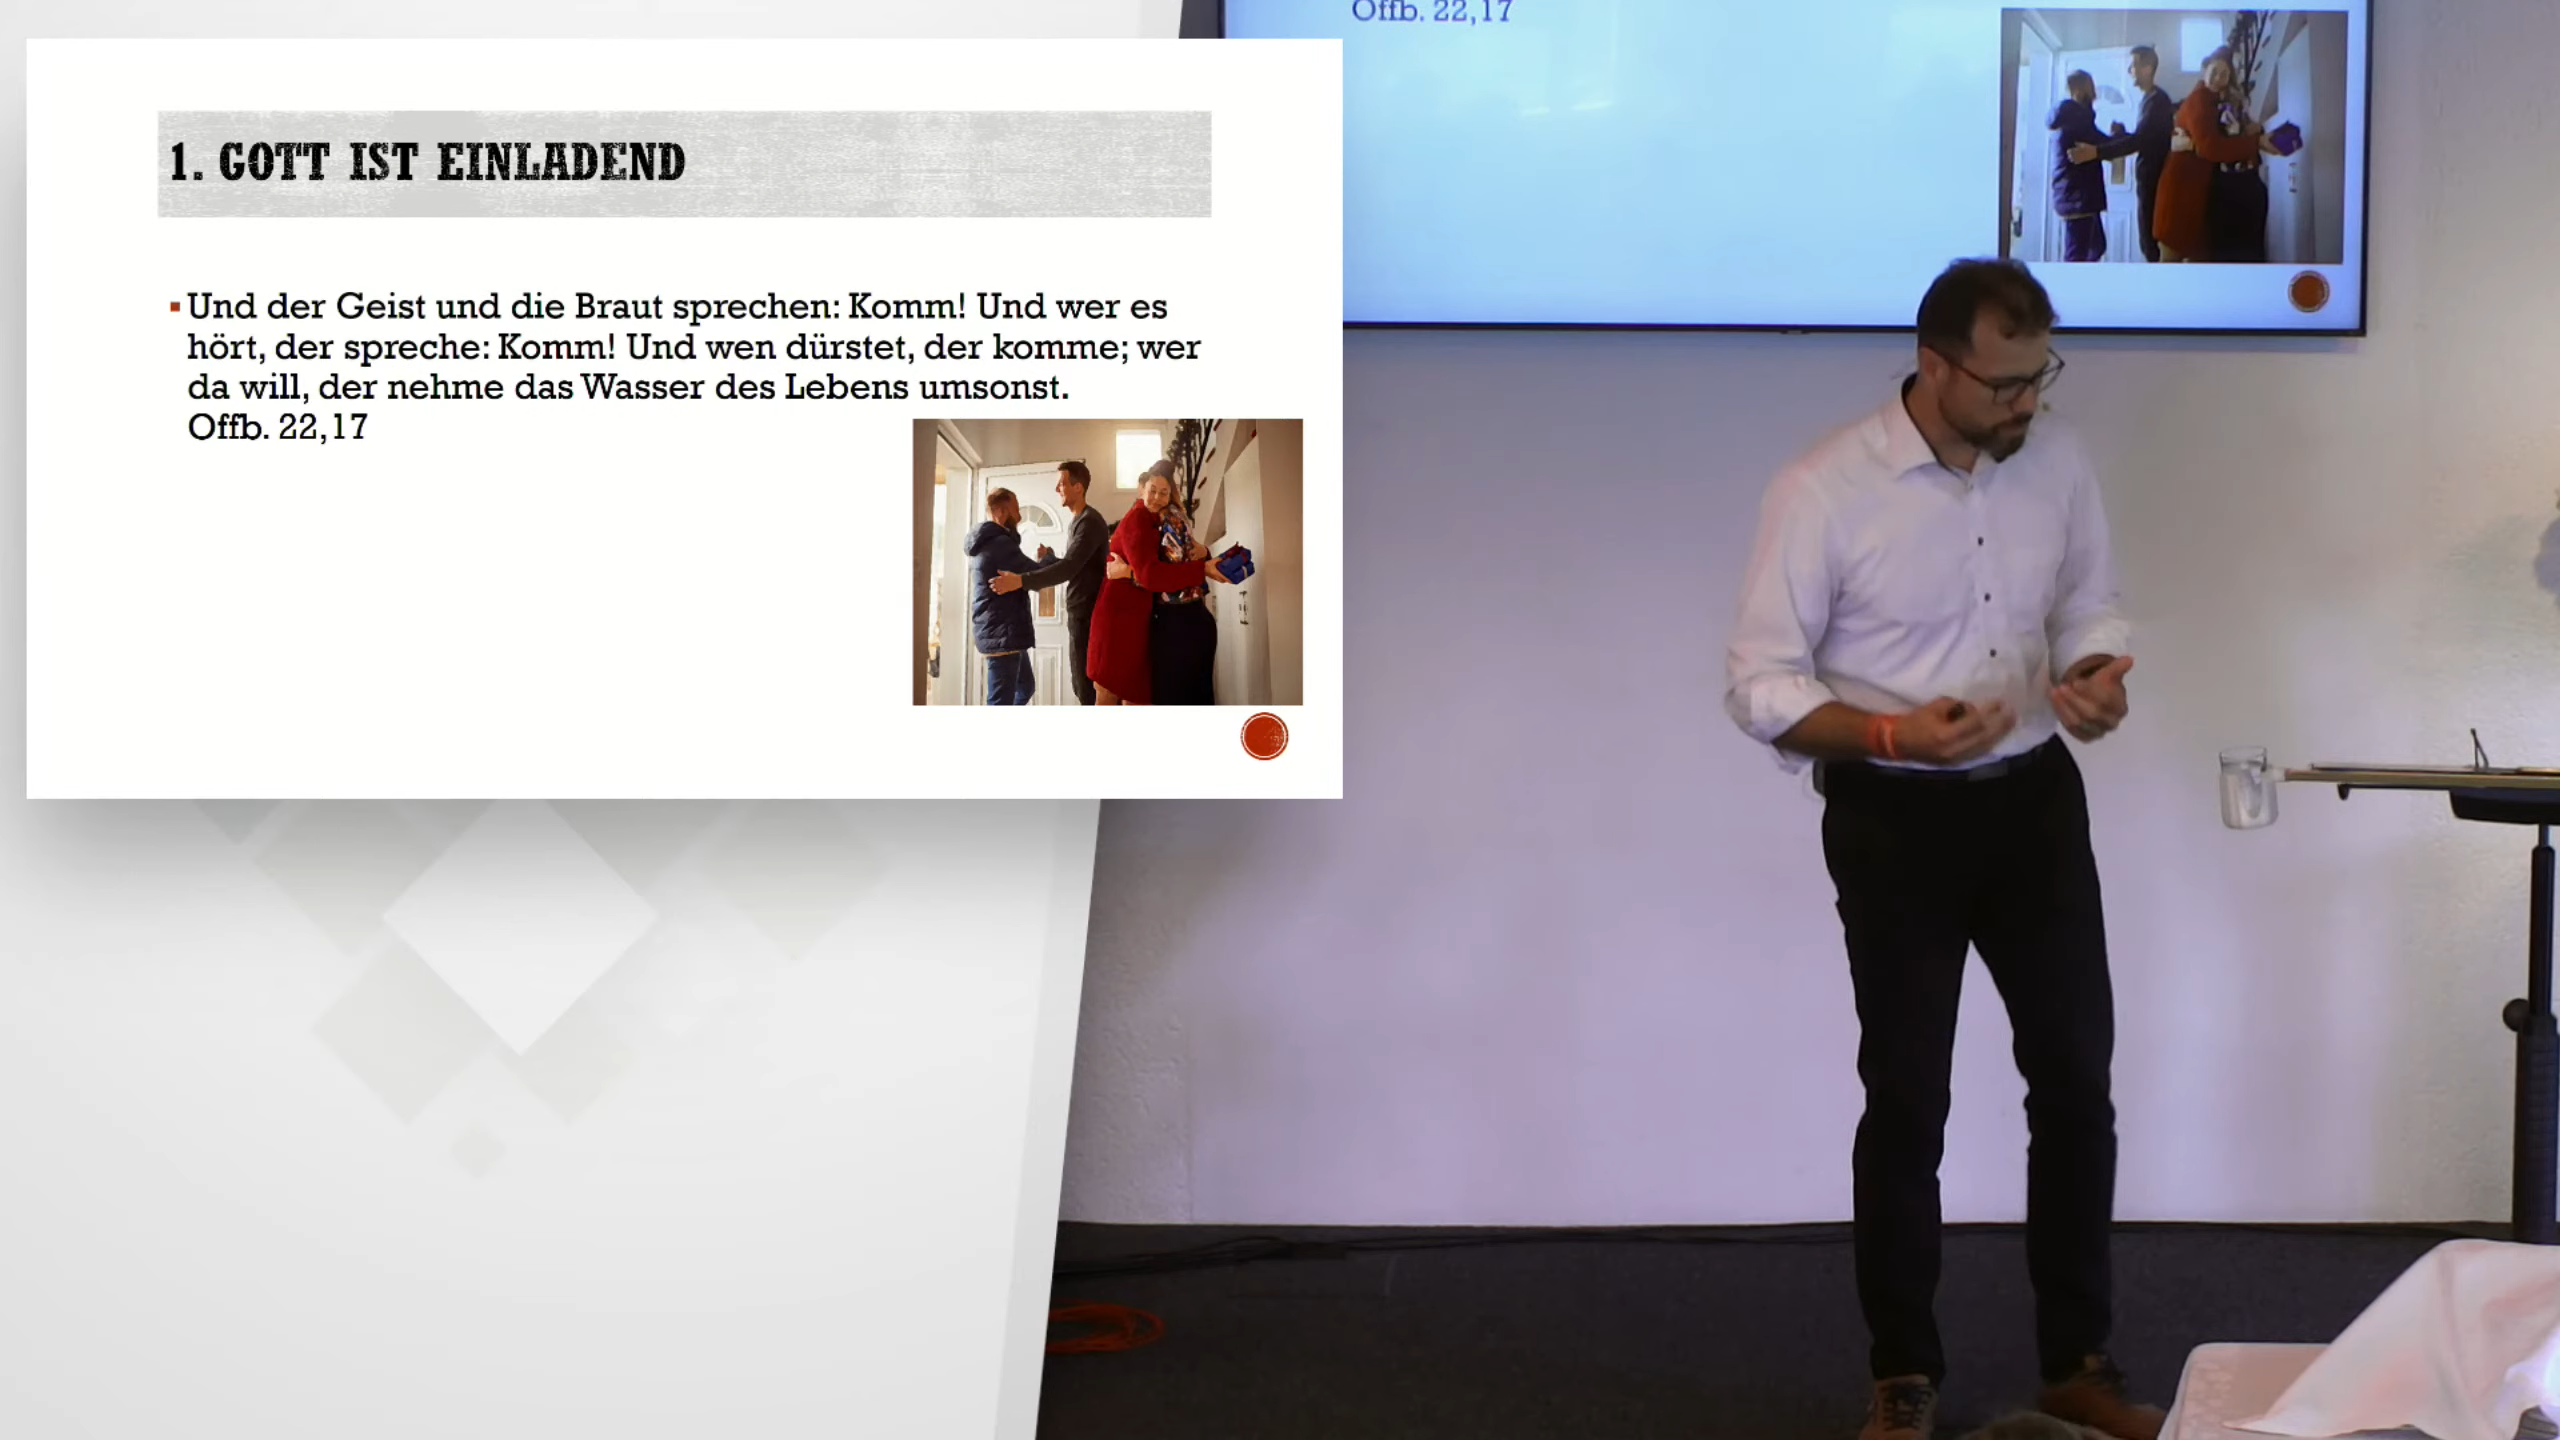 1. GOTT IST EINLADEND
Und der Geist und die Braut sprechen: Komm! Und wer es
hört, der spreche: Komm! Und wen dürstet, der komme; wer
da will, der nehme das Wasser des Lebens umsonst.
Offb. 22,17
Offb. 22,17